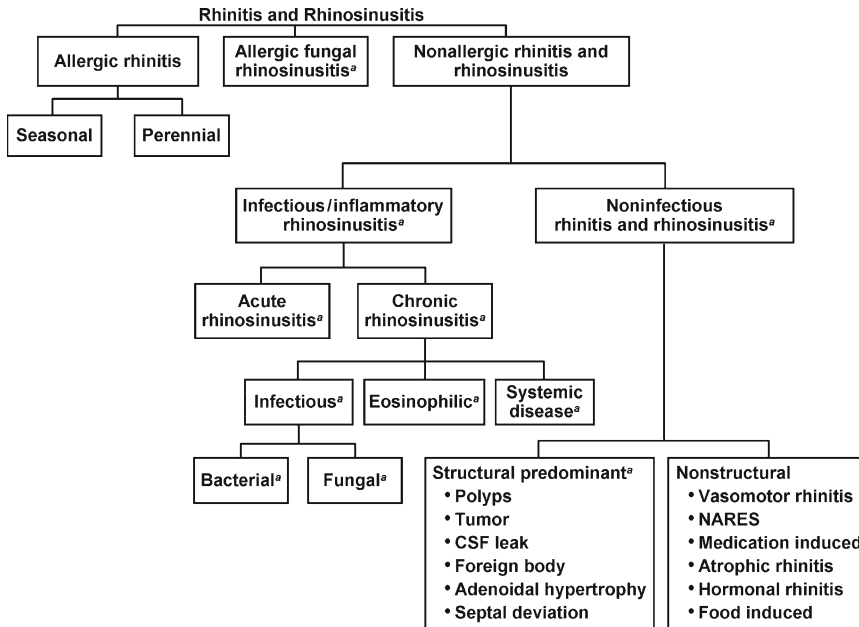 Rhinitis and Rhinosinusitis
Allergic rhinitis
Allergic fungal
rhinosinusitisᵃ
Nonallergic rhinitis and
rhinosinusitis
Seasonal
Perennial
Infectious/inflammatory
rhinosinusitisᵃ
Noninfectious
rhinitis and rhinosinusitisᵃ
Acute
rhinosinusitisᵃ
Chronic
rhinosinusitisᵃ
Infectiousᵃ
Eosinophilicᵃ
Systemic
diseaseᵃ
Bacterialᵃ
Fungalᵃ
Structural predominantᵃ
• Polyps
• Tumor
• CSF leak
• Foreign body
• Adenoidal hypertrophy
• Septal deviation
Nonstructural
• Vasomotor rhinitis
• NARES
• Medication induced
• Atrophic rhinitis
• Hormonal rhinitis
• Food induced